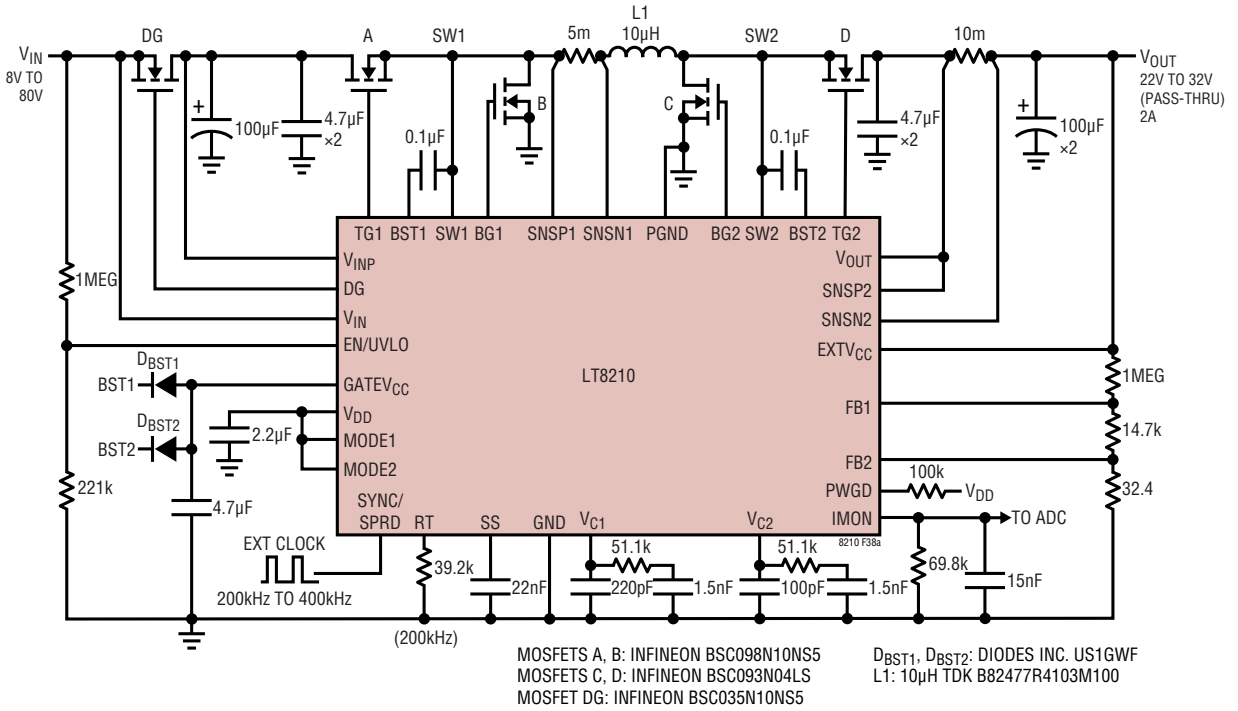 L1
10µH
DG
A
SW1
5m
SW2
D
10m
VIN
8V TO
80V
VOUT
22V TO 32V
(PASS-THRU)
2A
B
C
+
100µF
4.7µF
×2
0.1µF
0.1µF
4.7µF
×2
+
100µF
×2
TG1 BST1 SW1 BG1 SNSP1 SNSN1 PGND BG2 SW2 BST2 TG2
VINP
DG
VIN
EN/UVLO
GATEVCC
VDD
MODE1
MODE2
SYNC/
SPRD
RT
SS
GND
VC1
VC2
VOUT
SNSP2
SNSN2
EXTVCC
FB1
FB2
PWGD
IMON
LT8210
8210 F38a
1MEG
DBST1
BST1
DBST2
BST2
2.2µF
221k
4.7µF
1MEG
14.7k
32.4
100k
VDD
TO ADC
EXT CLOCK
200kHz TO 400kHz
39.2k
22nF
51.1k
220pF
1.5nF
51.1k
100pF
1.5nF
69.8k
15nF
(200kHz)
MOSFETS A, B: INFINEON BSC098N10NS5
MOSFETS C, D: INFINEON BSC093N04LS
MOSFET DG: INFINEON BSC035N10NS5
DBST1, DBST2: DIODES INC. US1GWF
L1: 10µH TDK B82477R4103M100